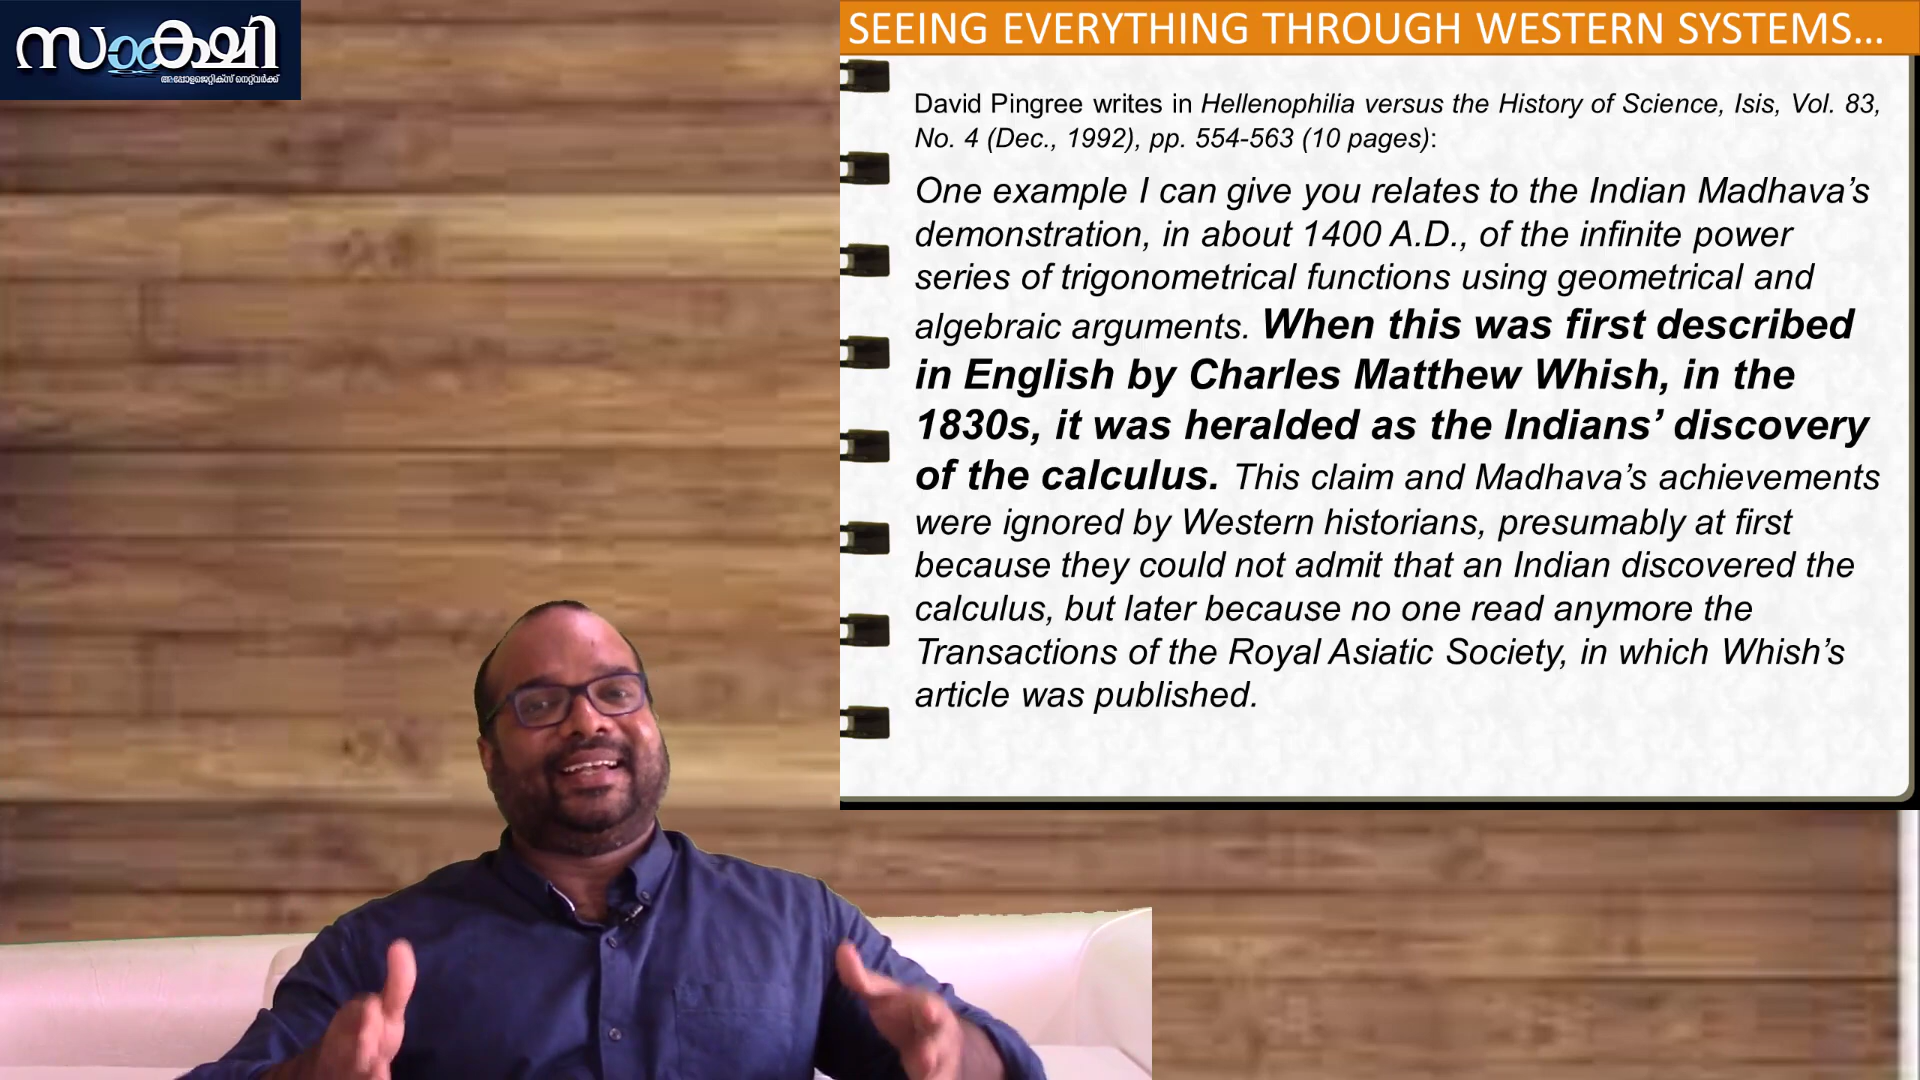 സാക്ഷി
അപ്പോളജെറ്റിക്സ് നെറ്റ്‌വർക്ക്
SEEING EVERYTHING THROUGH WESTERN SYSTEMS...
David Pingree writes in Hellenophilia versus the History of Science, Isis, Vol. 83,
No. 4 (Dec., 1992), pp. 554-563 (10 pages):
One example I can give you relates to the Indian Madhava’s
demonstration, in about 1400 A.D., of the infinite power
series of trigonometrical functions using geometrical and
algebraic arguments. When this was first described
in English by Charles Matthew Whish, in the
1830s, it was heralded as the Indians’ discovery
of the calculus. This claim and Madhava’s achievements
were ignored by Western historians, presumably at first
because they could not admit that an Indian discovered the
calculus, but later because no one read anymore the
Transactions of the Royal Asiatic Society, in which Whish’s
article was published.